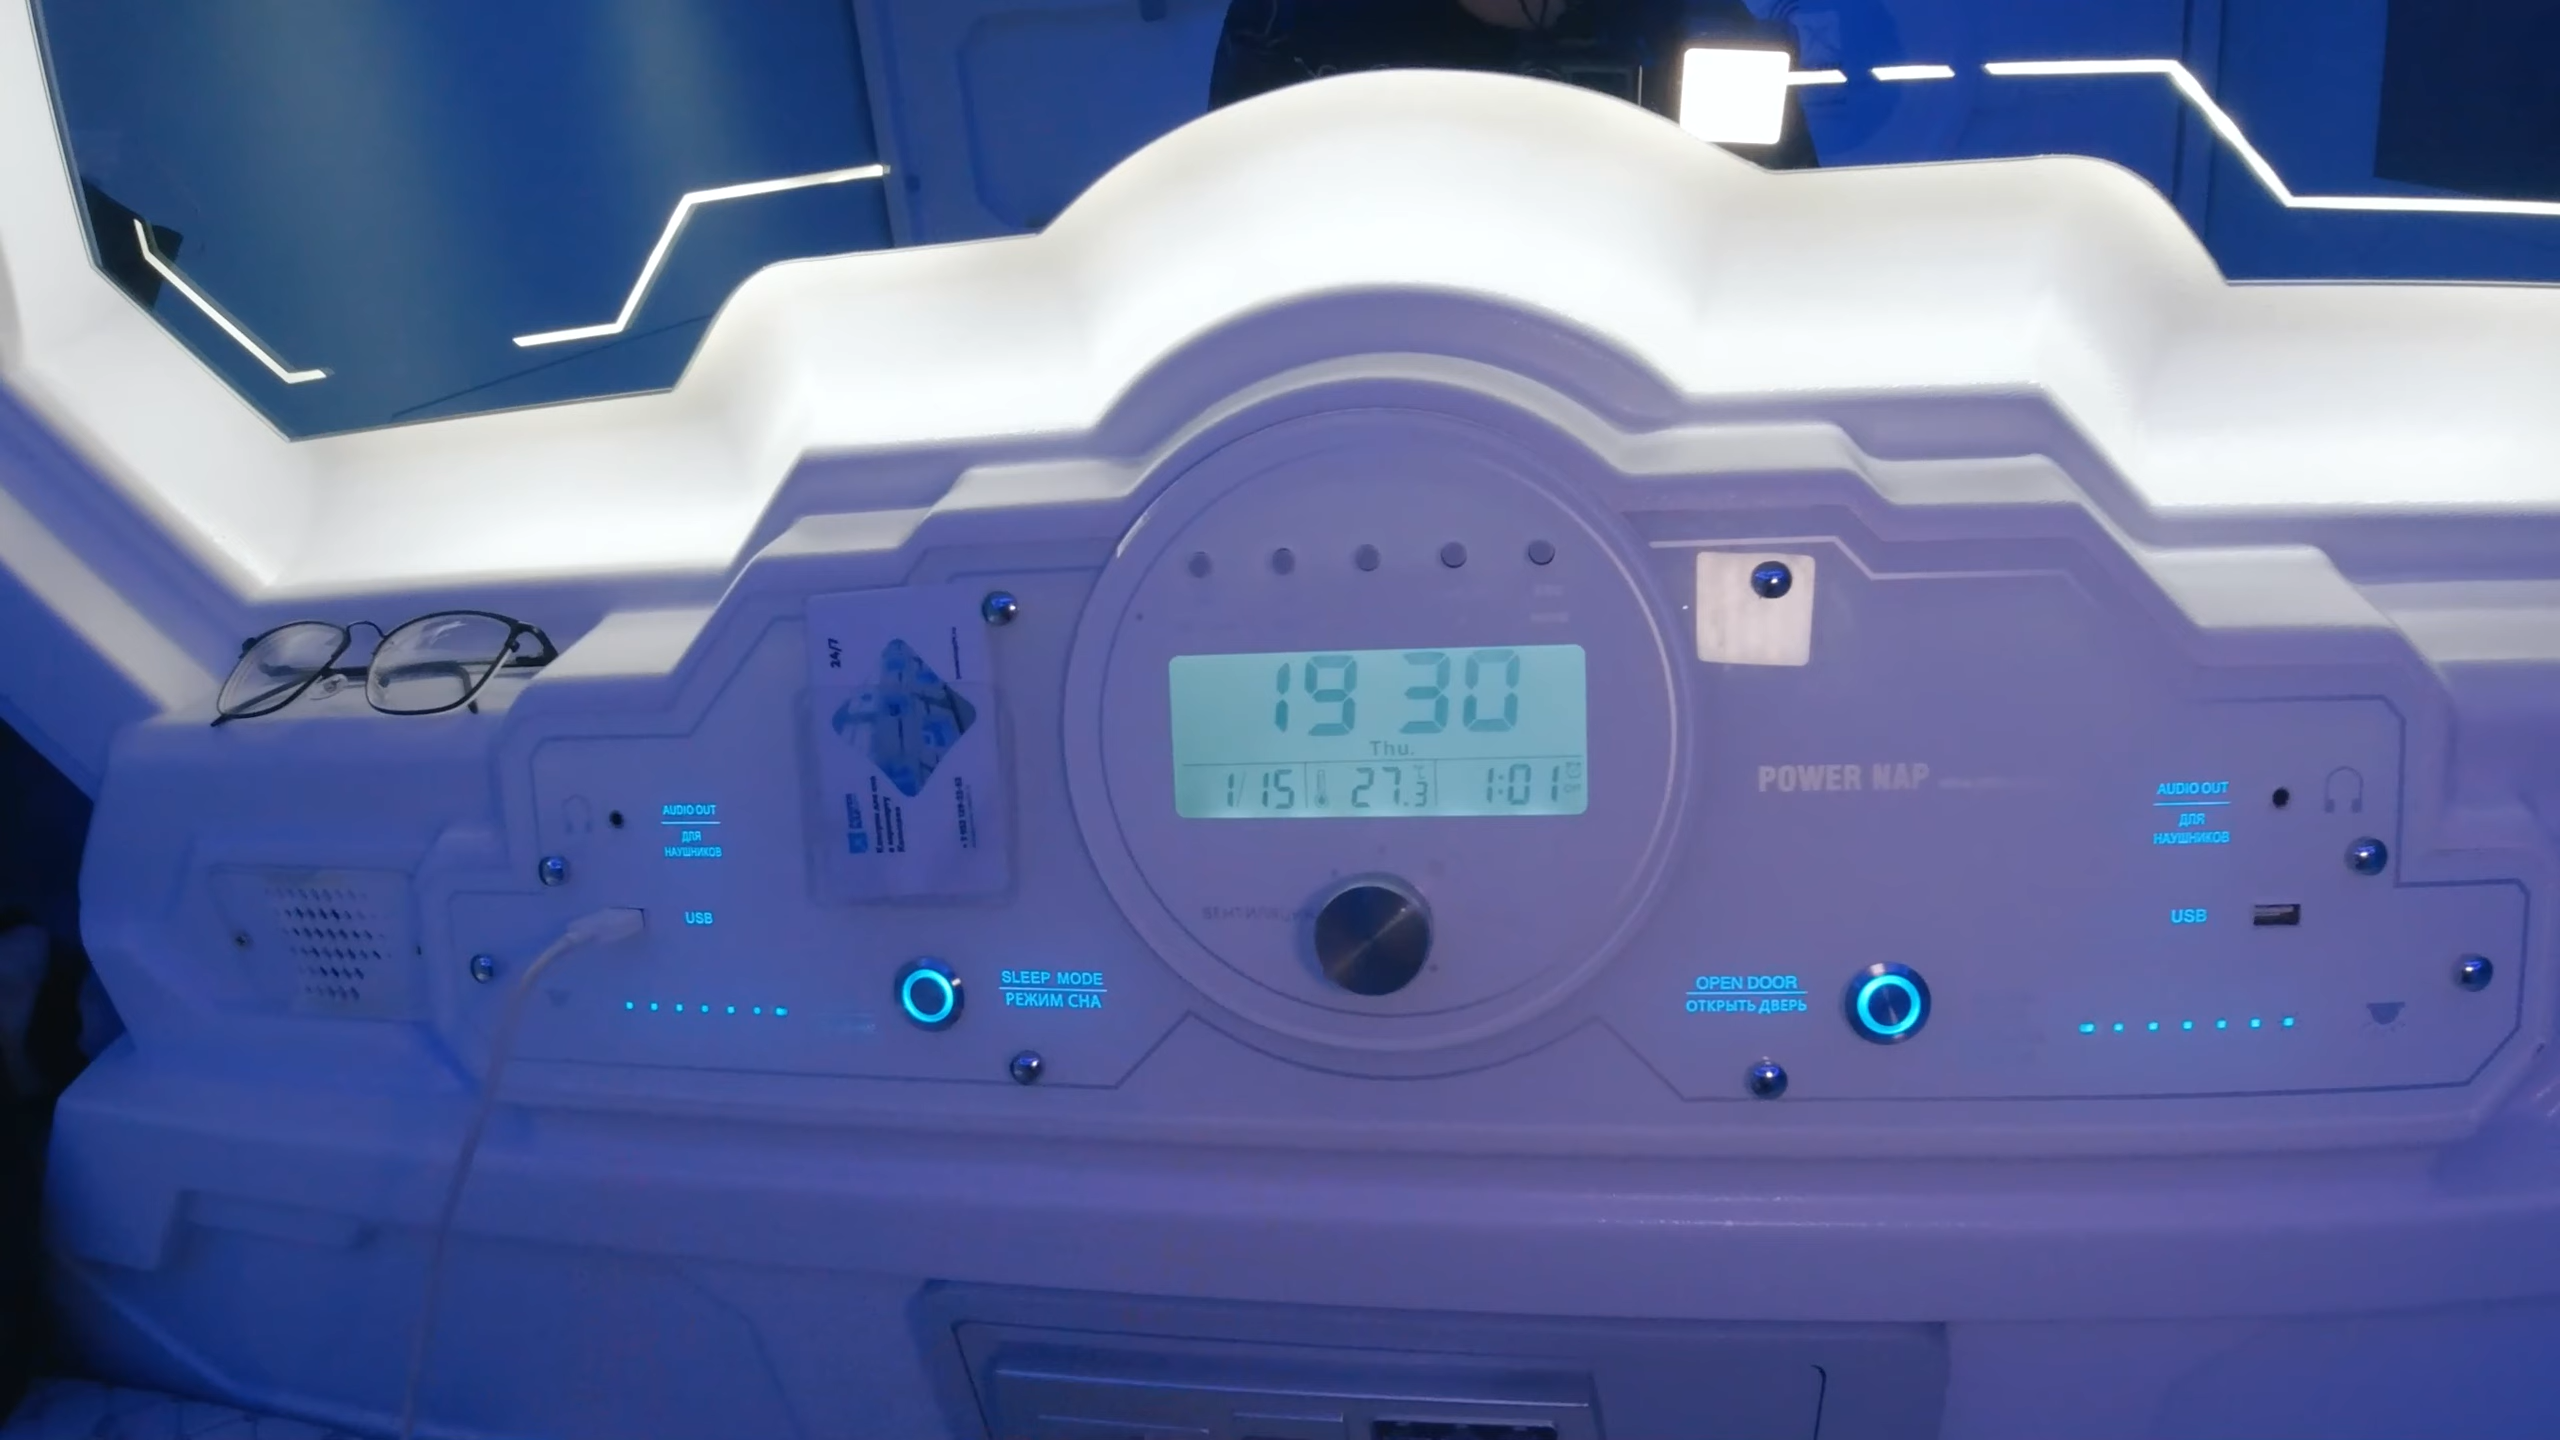 24/7
19 30
Thu.
1/15 27.3 °C 1:01
POWER NAP
AUDIO OUT
ДЛЯ
НАУШНИКОВ
USB
SLEEP MODE
РЕЖИМ СНА
AUDIO OUT
ДЛЯ
НАУШНИКОВ
USB
OPEN DOOR
ОТКРЫТЬ ДВЕРЬ